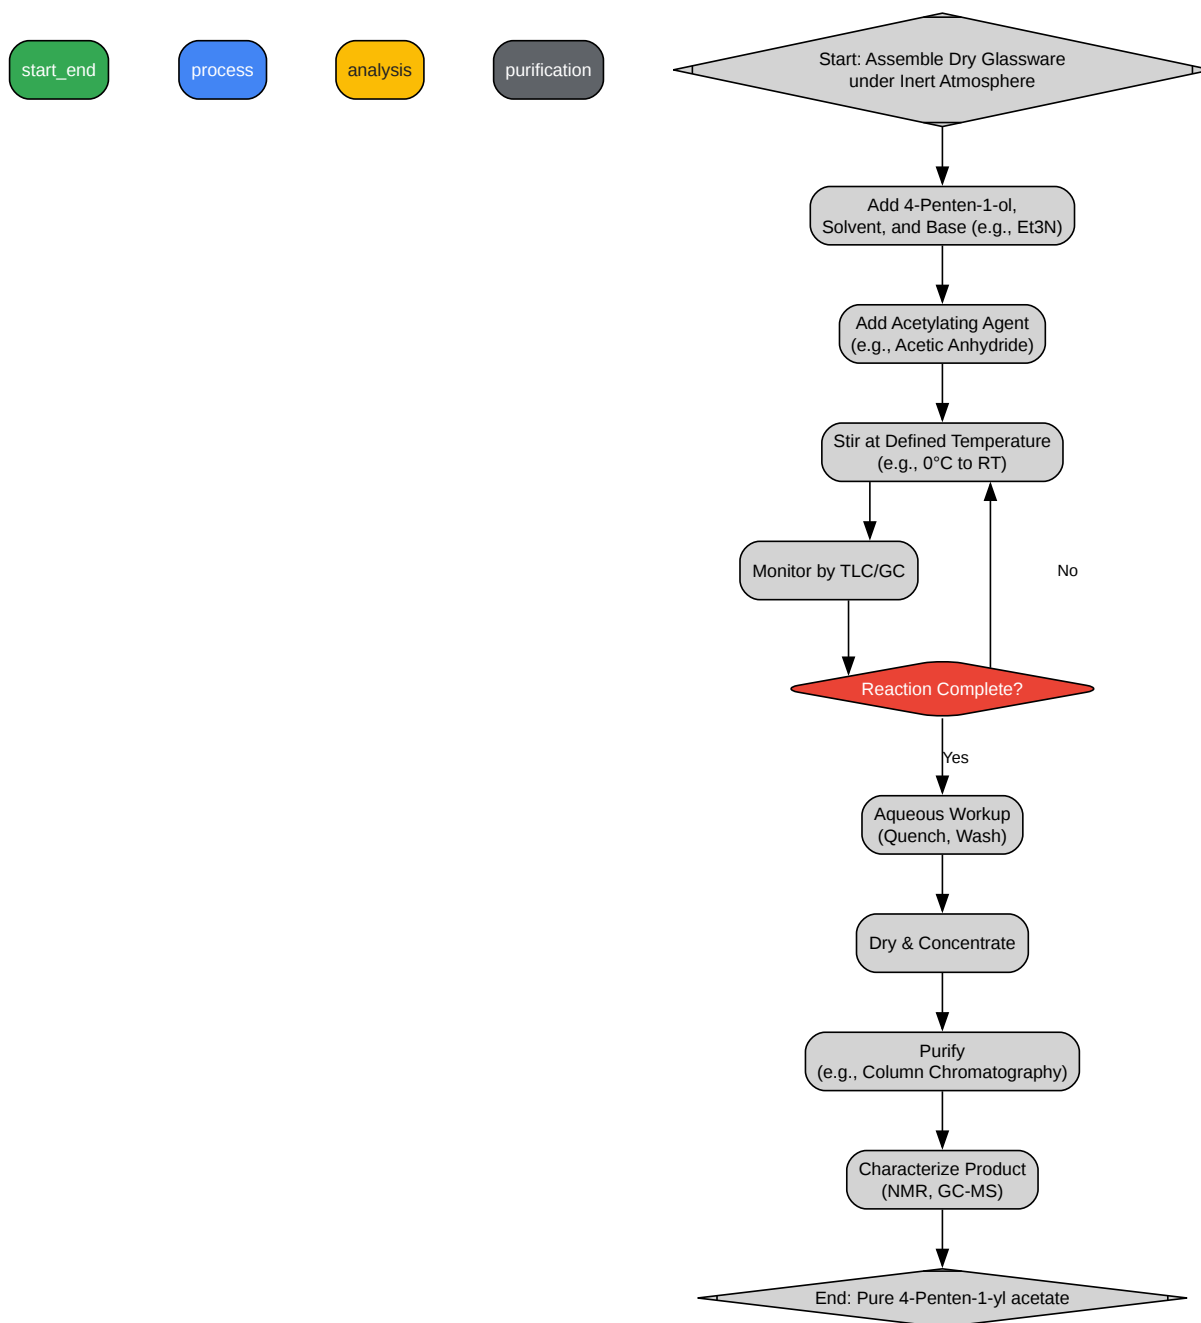 start_end
process
analysis
purification
Start: Assemble Dry Glassware
under Inert Atmosphere
Add 4-Penten-1-ol,
Solvent, and Base (e.g., Et3N)
Add Acetylating Agent
(e.g., Acetic Anhydride)
Stir at Defined Temperature
(e.g., 0°C to RT)
Monitor by TLC/GC
No
Reaction Complete?
Yes
Aqueous Workup
(Quench, Wash)
Dry & Concentrate
Purify
(e.g., Column Chromatography)
Characterize Product
(NMR, GC-MS)
End: Pure 4-Penten-1-yl acetate